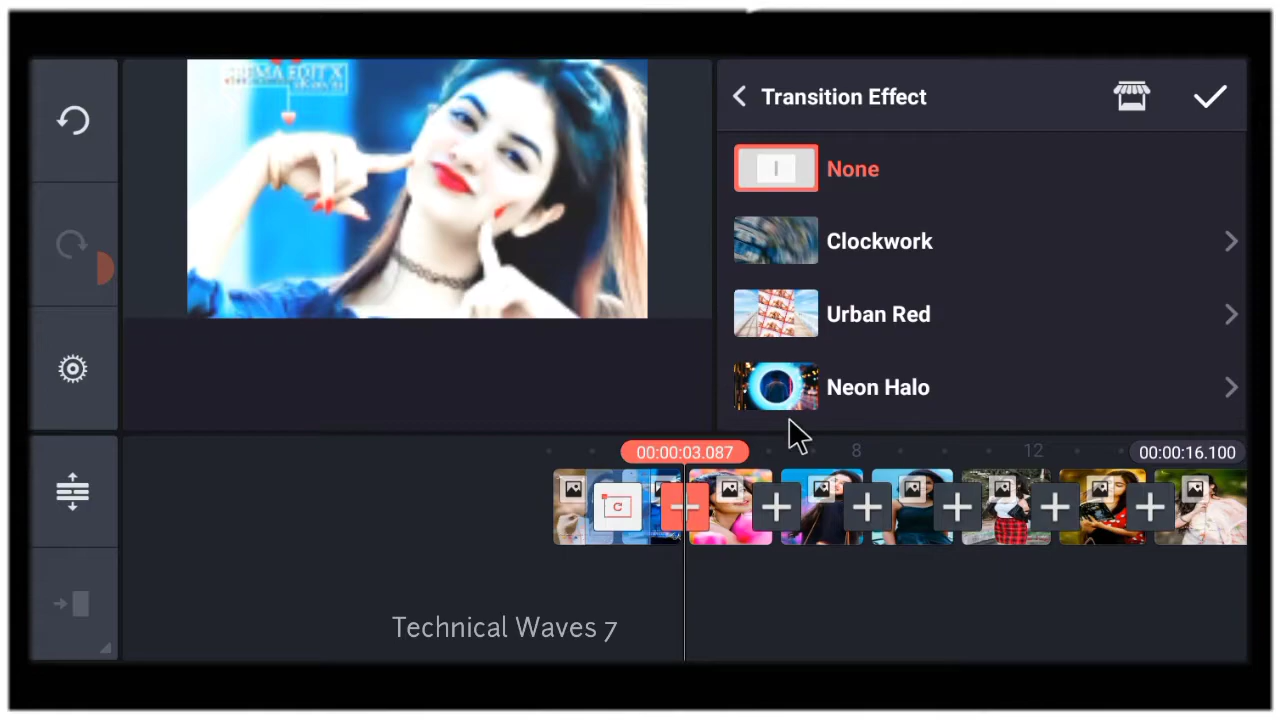 Transition Effect
None
Clockwork
Urban Red
Neon Halo
00:00:03.087
8
12
00:00:16.100
Technical Waves 7